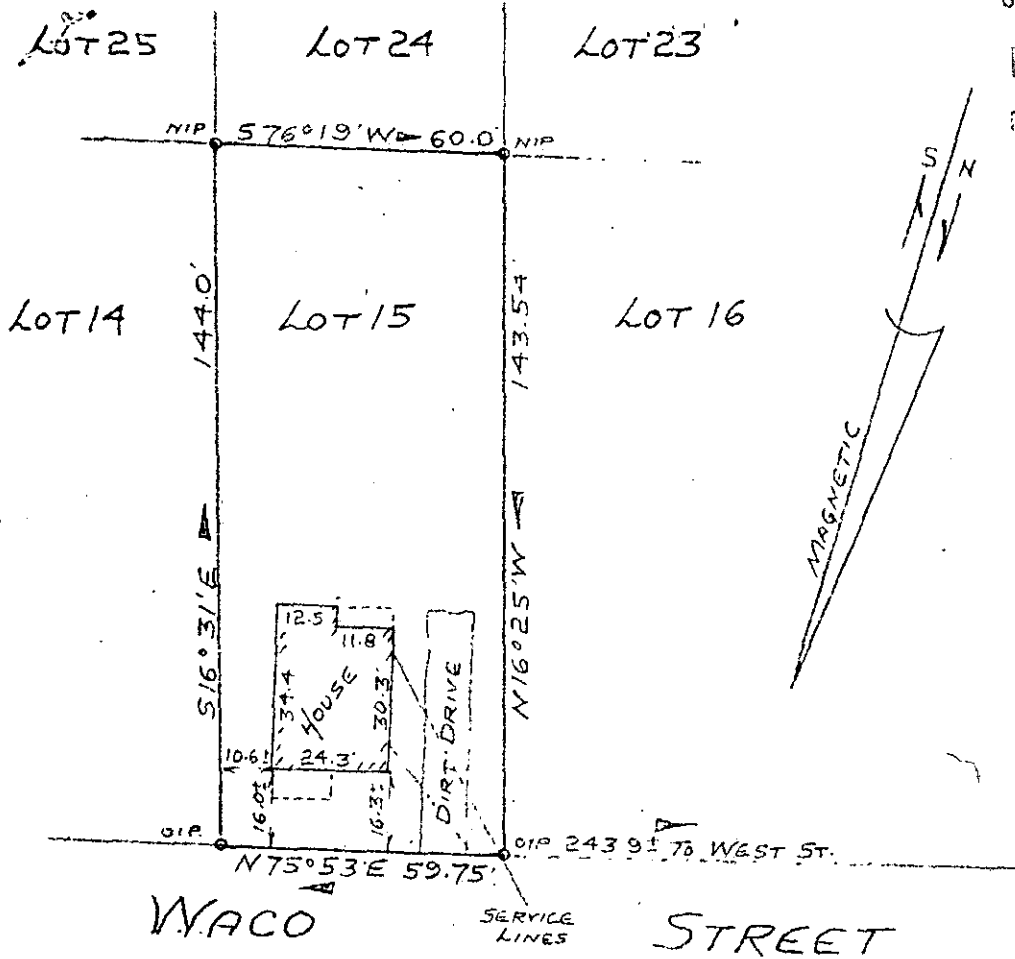 LOT 25 LOT 24 LOT 23
NIP S 76°19'W 60.0' NIP
S N
LOT 14 LOT 15 LOT 16
144.0'
143.54
MAGNETIC
S16°31'E
N16°25'W
12.5
11.8
34.4
HOUSE
30.3'
DIRT DRIVE
10.6± 24.3'
16.0±
16.3±
OIP OIP 243.9± TO WEST ST.
N 75°53'E 59.75'
WACO STREET
SERVICE
LINES